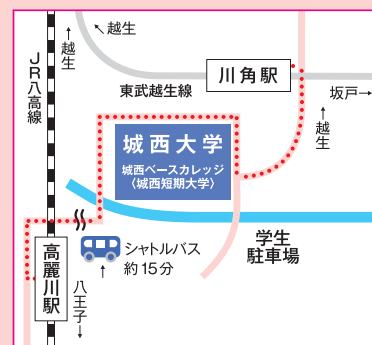 越生
越生
JR八高線
川角駅
東武越生線
坂戸→
越生
城西大学
城西ベースカレッジ
〈城西短期大学〉
学生
駐車場
シャトルバス
約15分
高麗川駅
八王子